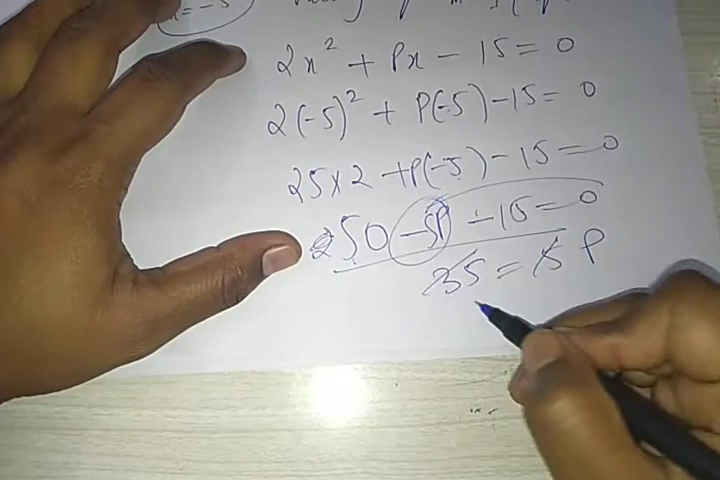 x=-5
2x² + Px - 15 = 0
2(-5)² + P(-5) - 15 = 0
25×2 + P(-5) - 15 = 0
50 - 5P - 15 = 0
35 = 5P